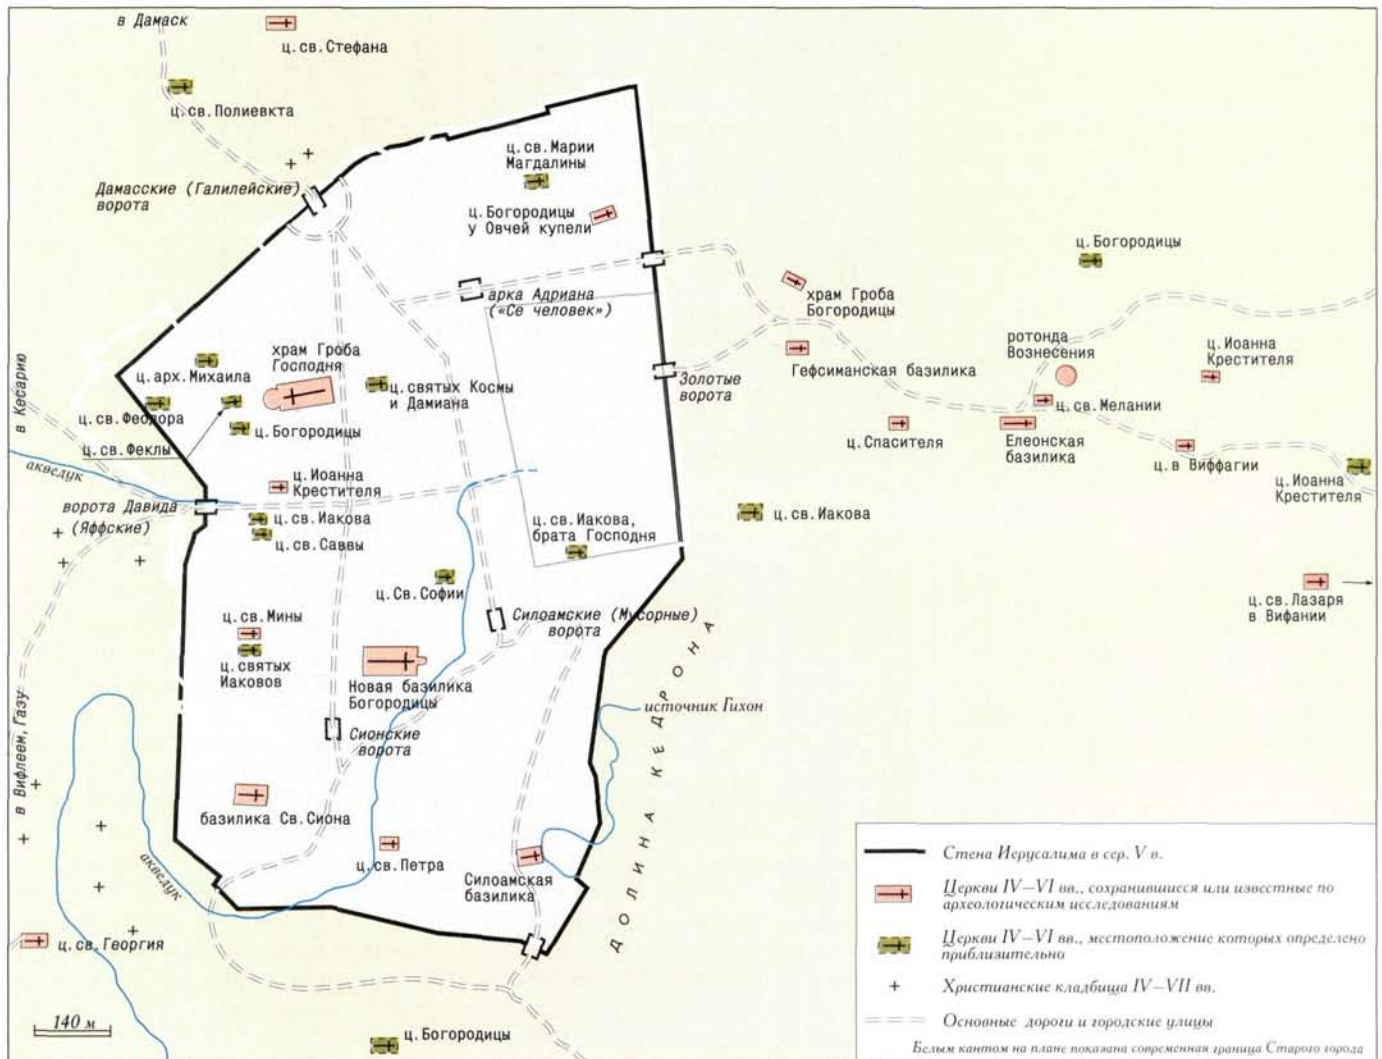 в Дамаск
ц.св.Стефана
ц.св.Полиевкта
Дамасские (Галилейские)
ворота
ц.св.Марии
Магдалины
ц.Богородицы
у Овчей купели
арка Адриана
(«Се человек»)
ц.Богородицы
храм Гроба
Богородицы
ротонда
Вознесения
ц.Иоанна
Крестителя
Гефсиманская базилика
Золотые
ворота
в Кесарию
ц.арх.Михаила
храм Гроба
Господня
ц.святых Космы
и Дамиана
ц.св.Феодора
ц.Богородицы
ц.св.Феклы
ц.св.Мелании
ц.Спасителя
Елеонская
базилика
ц.в Виффагии
ц.Иоанна
Крестителя
акведук
ц.Иоанна
Крестителя
ворота Давида
(Яффские)
ц.св.Иакова
ц.св.Саввы
ц.св.Иакова,
брата Господня
ц.св.Иакова
ц.Св.Софии
ц.св.Лазаря
в Вифании
ц.св.Мины
Силоамские (Мусорные)
ворота
ц.святых
Иаковов
Новая базилика
Богородицы
источник Гихон
Сионские
ворота
ДОЛИНА КЕДРОНА
в Вифлеем, Газу
базилика Св.Сиона
ц.св.Петра
Силоамская
базилика
акведук
ц.св.Георгия
ц.Богородицы
140 м
Стена Иерусалима в сер. V в.
Церкви IV–VI вв., сохранившиеся или известные по
археологическим исследованиям
Церкви IV–VI вв., местоположение которых определено
приблизительно
Христианские кладбища IV–VII вв.
Основные дороги и городские улицы
Белым кантом на плане показана современная граница Старого города